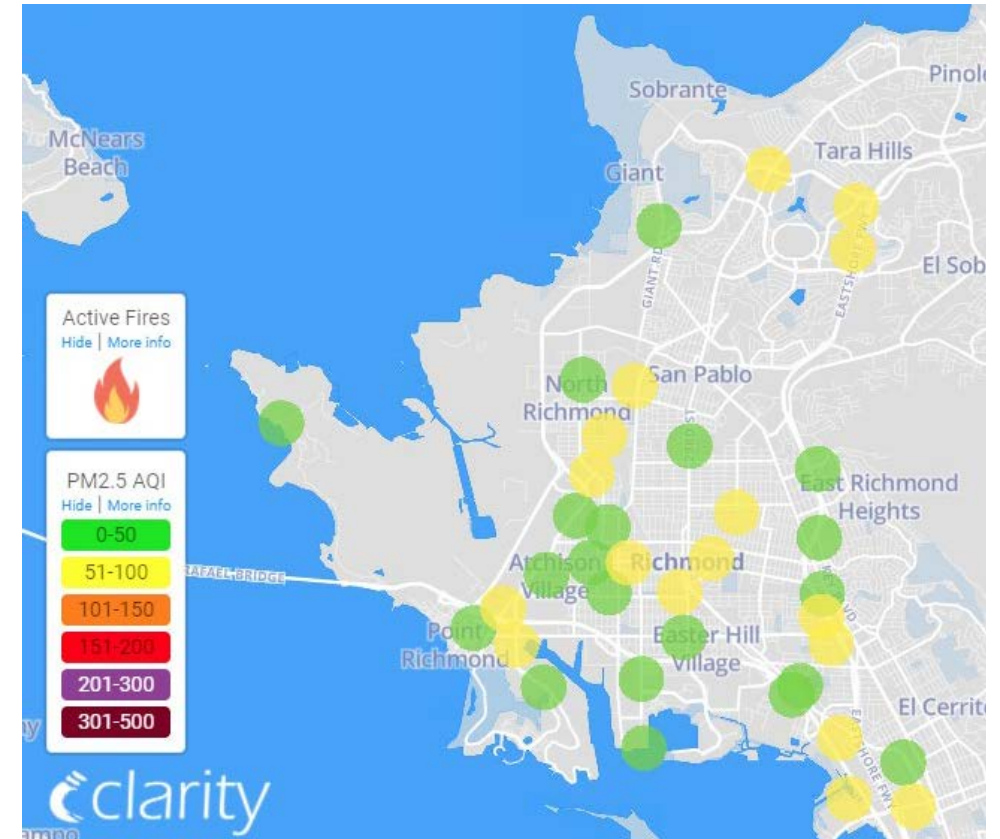 Sobrante
Pinol
McNears
Beach
Tara Hills
Giant
GIANT RD
EASTSHORE FWY
El Sob
Active Fires
Hide | More info
North
Richmond
San Pablo
23RD ST
PM2.5 AQI
Hide | More info
0-50
51-100
101-150
151-200
201-300
301-500
East Richmond
Heights
Atchison
Village
Richmond
RAFAEL BRIDGE
Point
Richmond
Easter Hill
Village
El Cerrit
EASTSHORE FWY
clarity